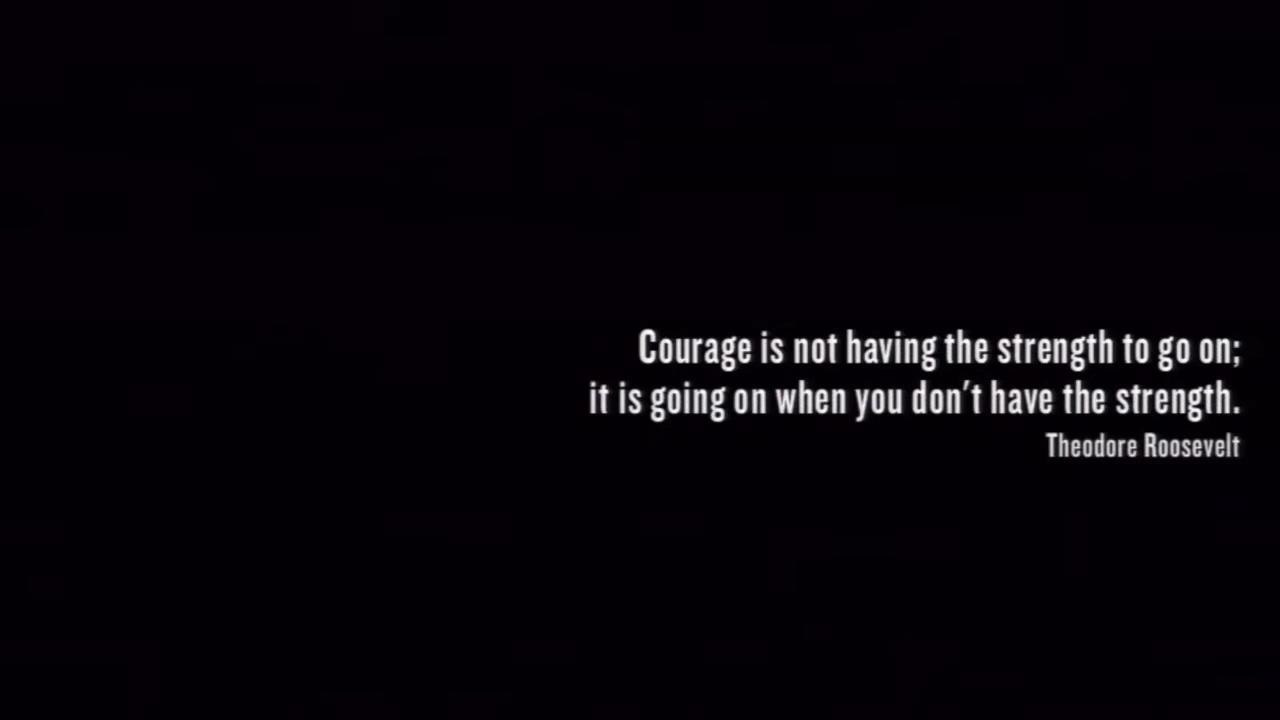 Courage is not having the strength to go on;
it is going on when you don't have the strength.
Theodore Roosevelt